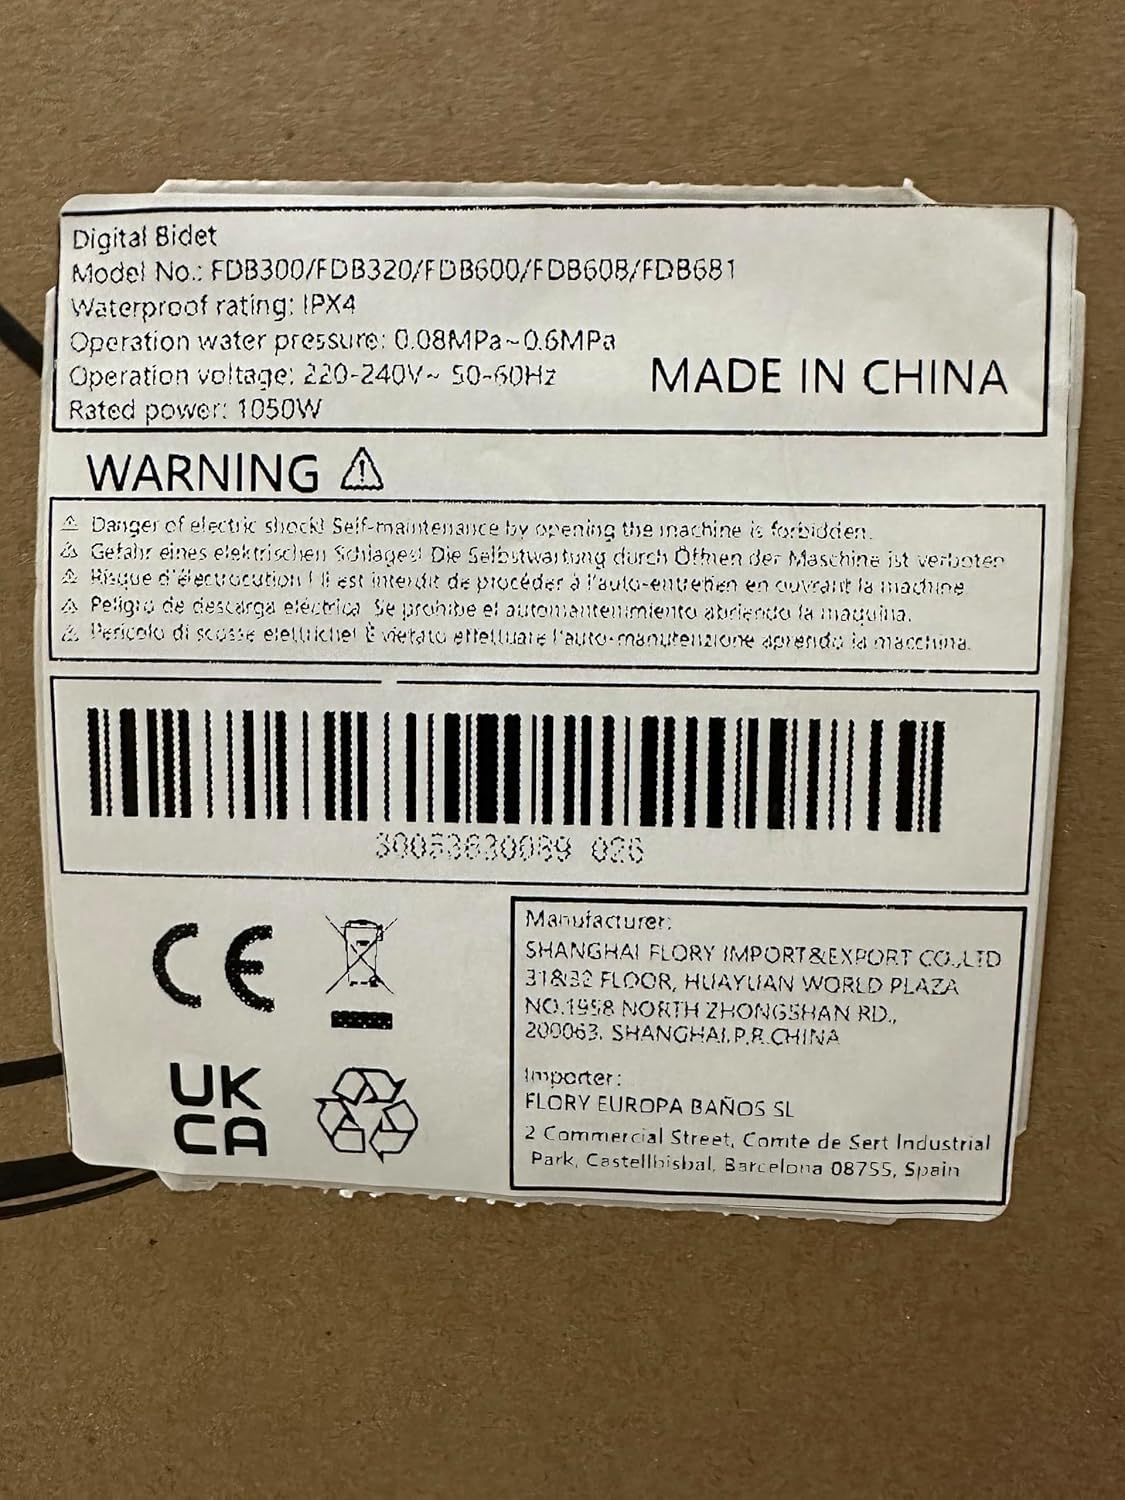 Digital Bidet
Model No.: FDB300/FDB320/FDB600/FDB608/FDB681
Waterproof rating: IPX4
Operation water pressure: 0.08MPa~0.6MPa
Operation voltage: 220-240V~ 50-60Hz
Rated power: 1050W
MADE IN CHINA
WARNING
Danger of electric shock! Self-maintenance by opening the machine is forbidden.
Gefahr eines elektrischen Schlages! Die Selbstwartung durch Öffnen der Maschine ist verboten
Risque d'électrocution ! Il est interdit de procéder à l'auto-entretien en ouvrant la machine
Peligro de descarga eléctrica. Se prohibe el automantenimiento abriendo la maquina.
Pericolo di scosse elettriche! È vietato effettuare l'auto-manutenzione aprendo la macchina.
30053630089 026
CE
UK
CA
Manufacturer:
SHANGHAI FLORY IMPORT&EXPORT CO.,LTD
31&32 FLOOR, HUAYUAN WORLD PLAZA
NO.1958 NORTH ZHONGSHAN RD.,
200063. SHANGHAI.P.R.CHINA
Importer:
FLORY EUROPA BAÑOS SL
2 Commercial Street, Comte de Sert Industrial
Park, Castellbisbal, Barcelona 08755, Spain